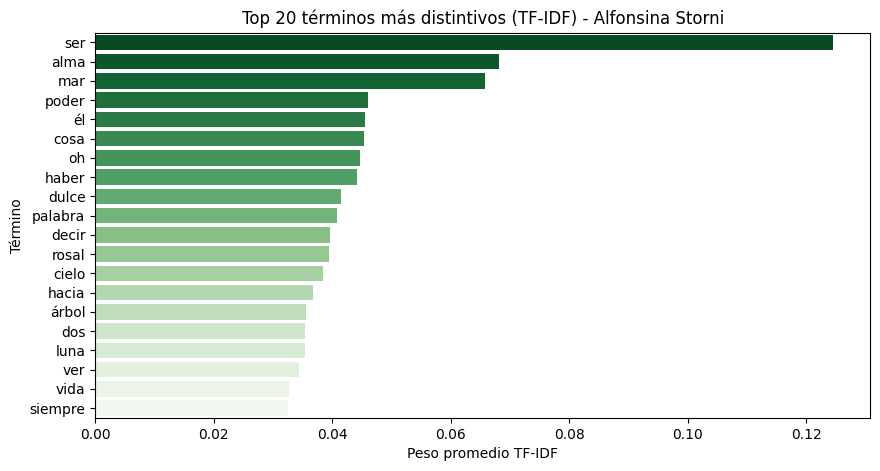 Top 20 términos más distintivos (TF-IDF) - Alfonsina Storni
Término
ser
alma
mar
poder
él
cosa
oh
haber
dulce
palabra
decir
rosal
cielo
hacia
árbol
dos
luna
ver
vida
siempre
0.00 0.02 0.04 0.06 0.08 0.10 0.12
Peso promedio TF-IDF